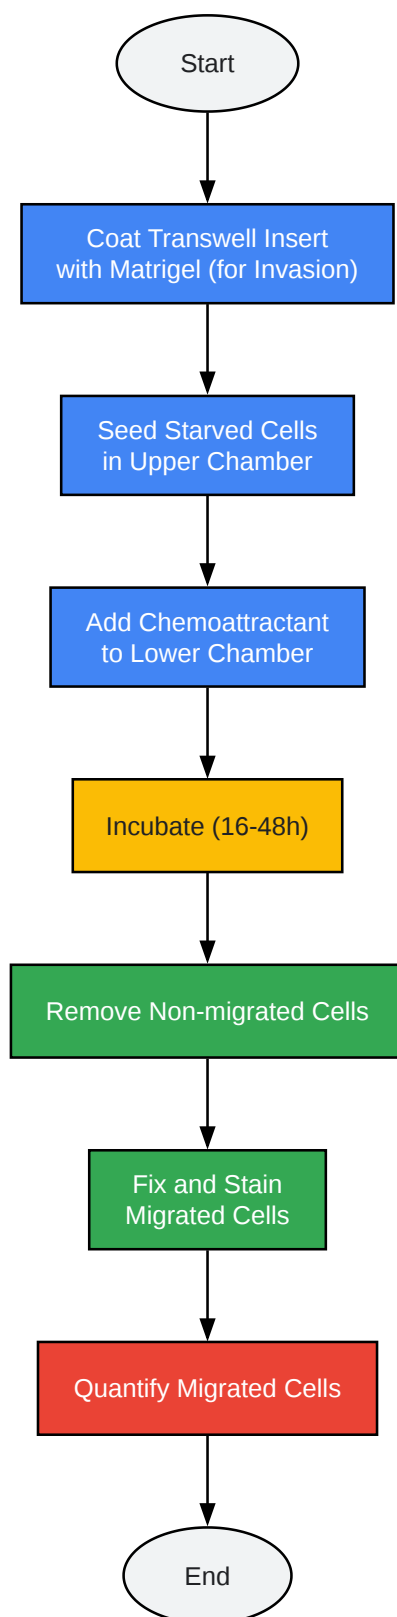 Start
Coat Transwell Insert
with Matrigel (for Invasion)
Seed Starved Cells
in Upper Chamber
Add Chemoattractant
to Lower Chamber
Incubate (16-48h)
Remove Non-migrated Cells
Fix and Stain
Migrated Cells
Quantify Migrated Cells
End